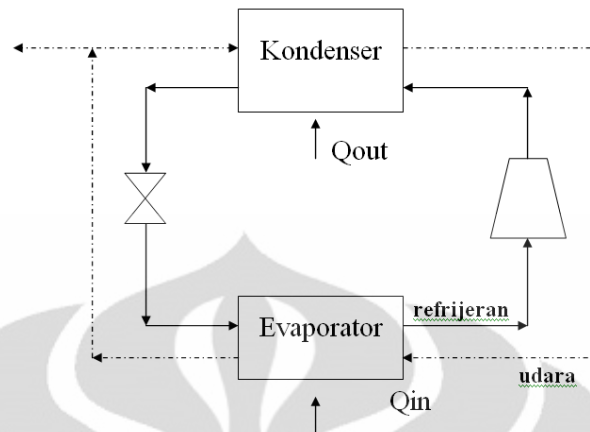 Kondenser
Qout
refrijeran
Evaporator
udara
Qin